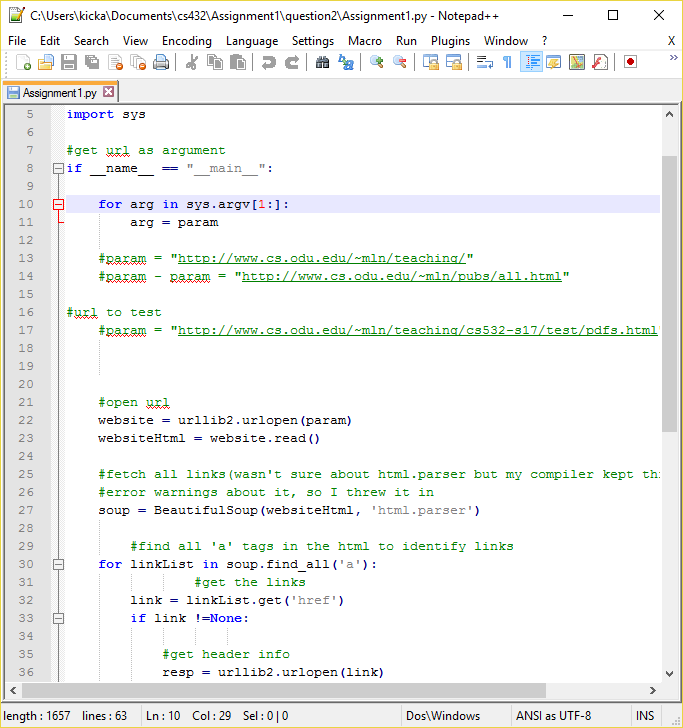 C:\Users\kicka\Documents\cs432\Assignment1\question2\Assignment1.py - Notepad++
File Edit Search View Encoding Language Settings Macro Run Plugins Window ? X
Assignment1.py
5 import sys
6
7 #get url as argument
8 if __name__ == "__main__":
9
10 for arg in sys.argv[1:]:
11 arg = param
12
13 #param = "http://www.cs.odu.edu/~mln/teaching/"
14 #param - param = "http://www.cs.odu.edu/~mln/pubs/all.html"
15
16 #url to test
17 #param = "http://www.cs.odu.edu/~mln/teaching/cs532-s17/test/pdfs.html
18
19
20
21 #open url
22 website = urllib2.urlopen(param)
23 websiteHtml = website.read()
24
25 #fetch all links(wasn't sure about html.parser but my compiler kept th
26 #error warnings about it, so I threw it in
27 soup = BeautifulSoup(websiteHtml, 'html.parser')
28
29 #find all 'a' tags in the html to identify links
30 for linkList in soup.find_all('a'):
31 #get the links
32 link = linkList.get('href')
33 if link !=None:
34
35 #get header info
36 resp = urllib2.urlopen(link)
length : 1657 lines : 63 Ln : 10 Col : 29 Sel : 0 | 0 Dos\Windows ANSI as UTF-8 INS